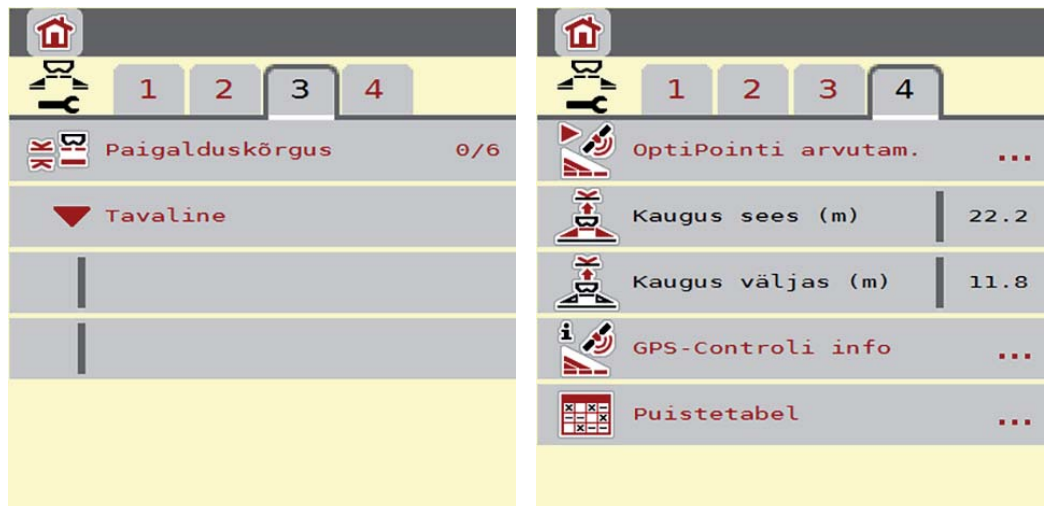 1 2 3 4
Paigalduskõrgus 0/6
Tavaline
1 2 3 4
OptiPointi arvutam. ...
Kaugus sees (m) 22.2
Kaugus väljas (m) 11.8
i
GPS-Controli info ...
Puistetabel ...